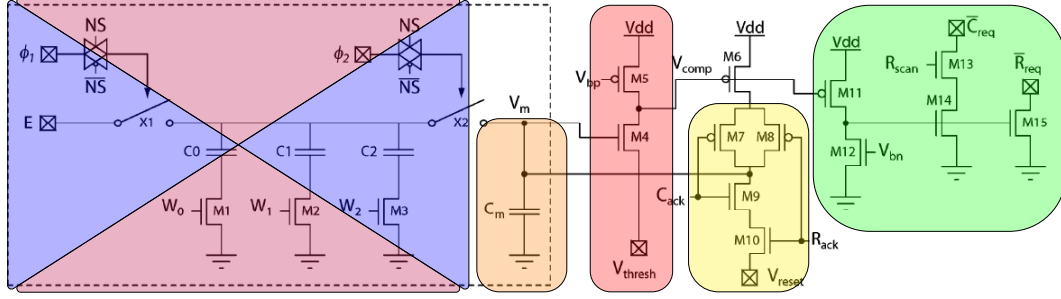 NS
NS
Vdd
Vdd
C̅req
ϕ1
ϕ2
M6
Vdd
Rscan
M13
R̅req
N̅S̅
N̅S̅
Vbp
M5
Vcomp
M11
Vm
M14
E
X1
X2
M4
M7
M8
M15
C0
C1
C2
M12
Vbn
W0
M1
W1
M2
W2
M3
Cm
Cack
M9
M10
Rack
Vthresh
Vreset